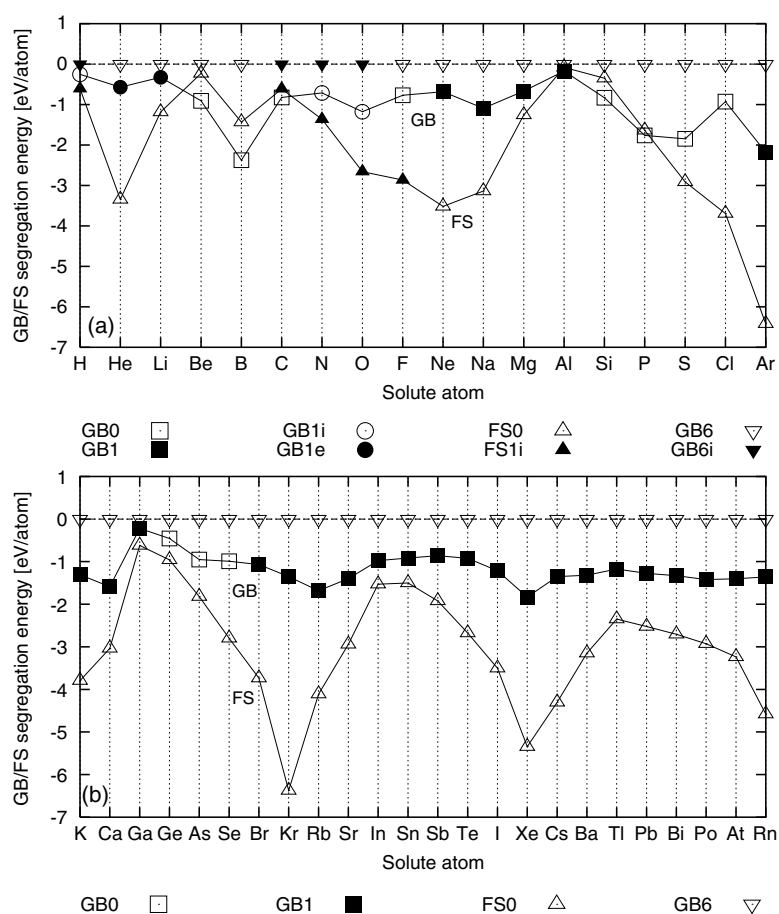 1
0
-1
-2
-3
-4
-5
-6
-7
GB/FS segregation energy [eV/atom]
GB
FS
(a)
H He Li Be B C N O F Ne Na Mg Al Si P S Cl Ar
Solute atom
GB0 GB1i FS0 GB6
GB1 GB1e FS1i GB6i
1
0
-1
-2
-3
-4
-5
-6
-7
GB/FS segregation energy [eV/atom]
GB
FS
(b)
K Ca Ga Ge As Se Br Kr Rb Sr In Sn Sb Te I Xe Cs Ba Tl Pb Bi Po At Rn
Solute atom
GB0 GB1 FS0 GB6